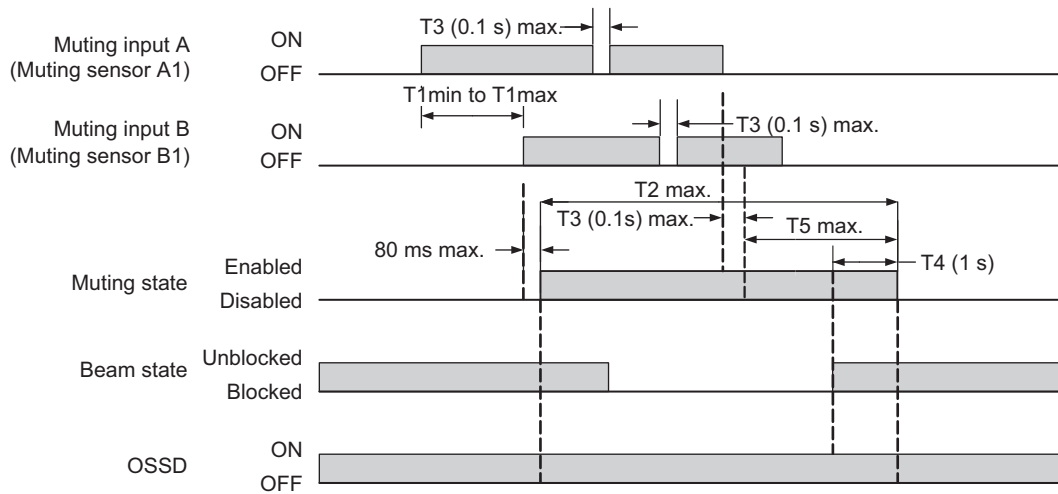 Muting input A
(Muting sensor A1)
ON
OFF
T3 (0.1 s) max.
T1min to T1max
Muting input B
(Muting sensor B1)
ON
OFF
T3 (0.1 s) max.
T2 max.
T3 (0.1s) max.
T5 max.
80 ms max.
T4 (1 s)
Muting state
Enabled
Disabled
Beam state
Unblocked
Blocked
OSSD
ON
OFF